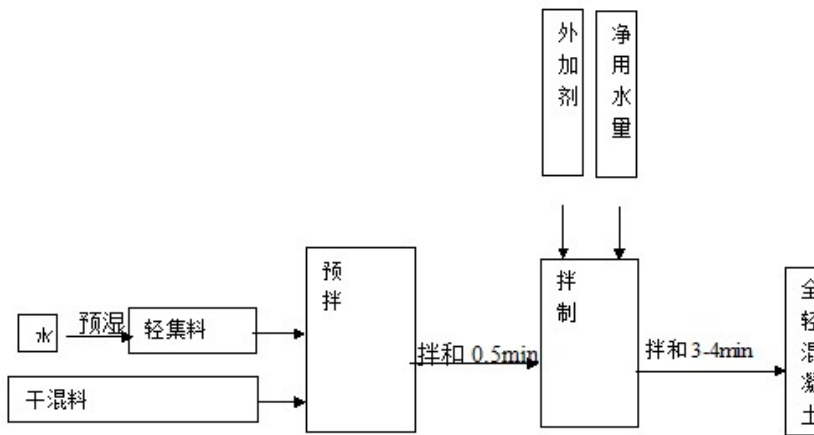 外加剂
净用水量
预拌
拌制
全轻混凝土
水
预湿
轻集料
拌和 0.5min
拌和 3-4min
干混料